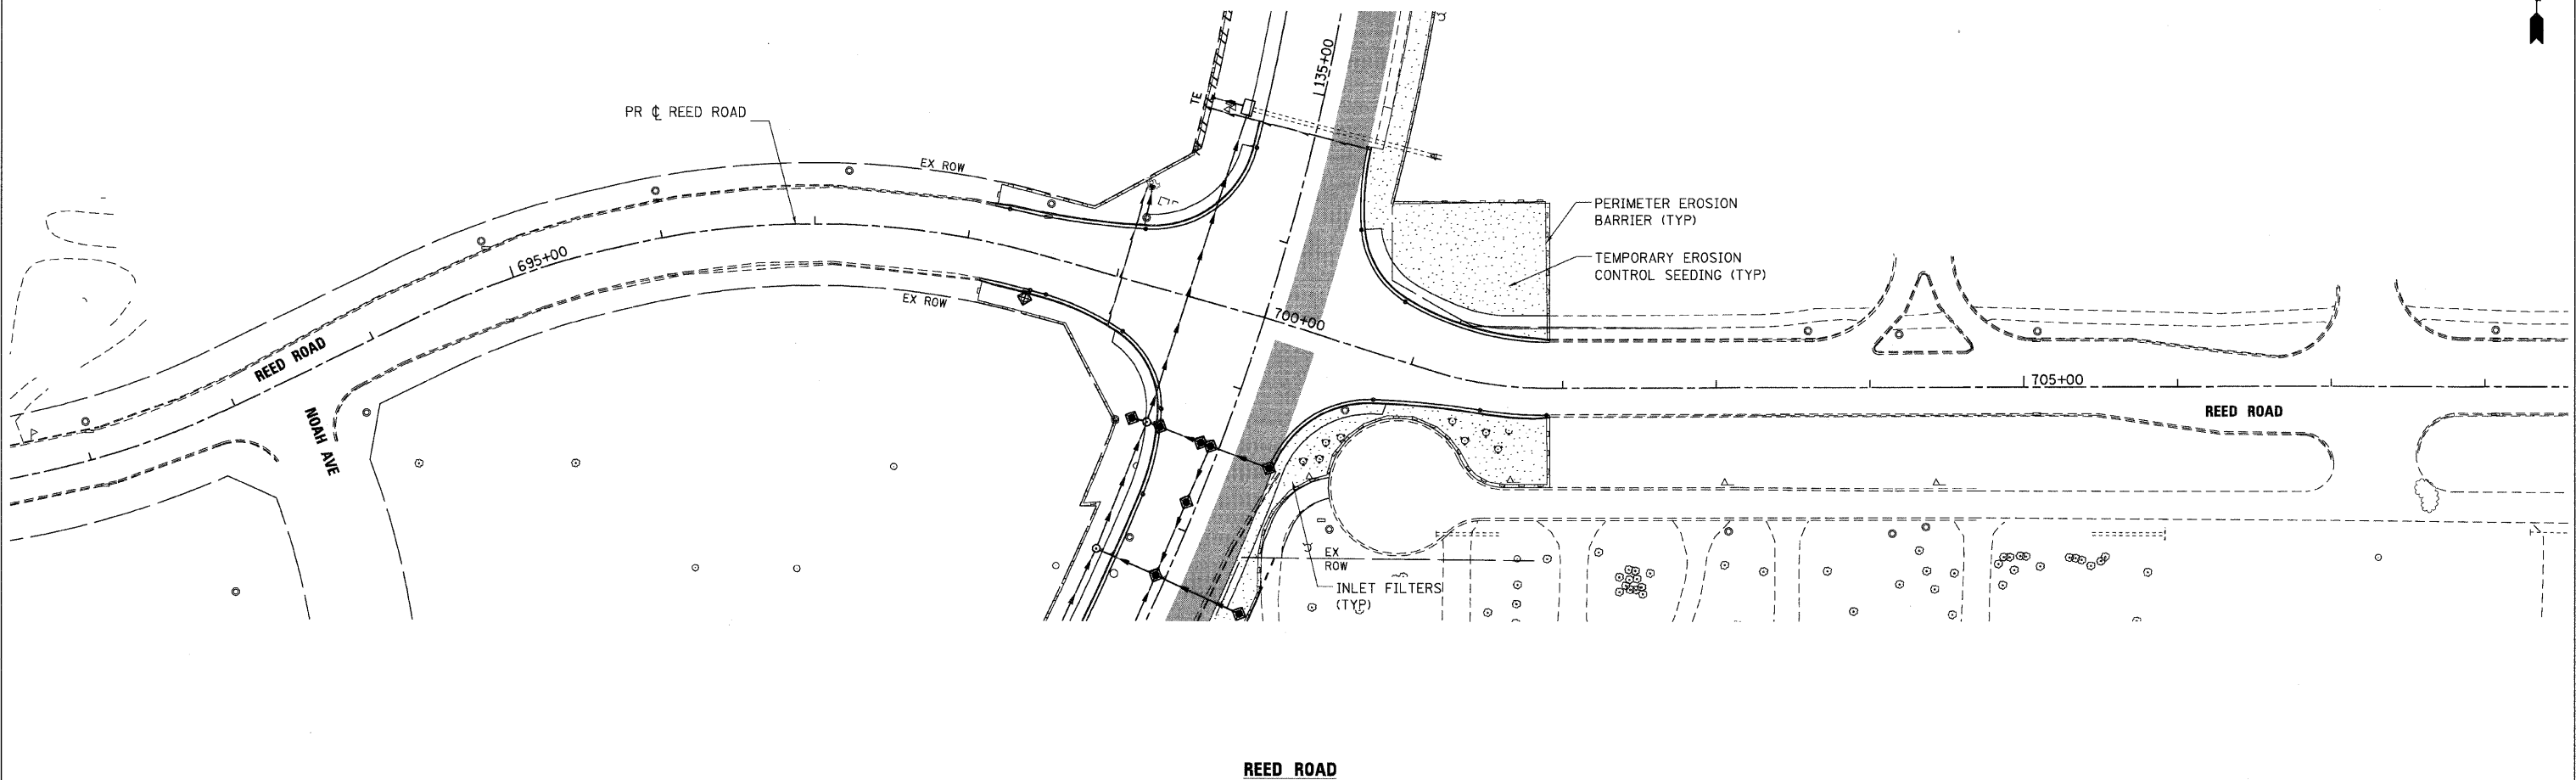 135+00
TE
PR ℄ REED ROAD
EX ROW
PERIMETER EROSION
BARRIER (TYP)
TEMPORARY EROSION
CONTROL SEEDING (TYP)
695+00
EX ROW
700+00
REED ROAD
NOAH AVE
705+00
REED ROAD
EX
ROW
INLET FILTERS
(TYP)
REED ROAD